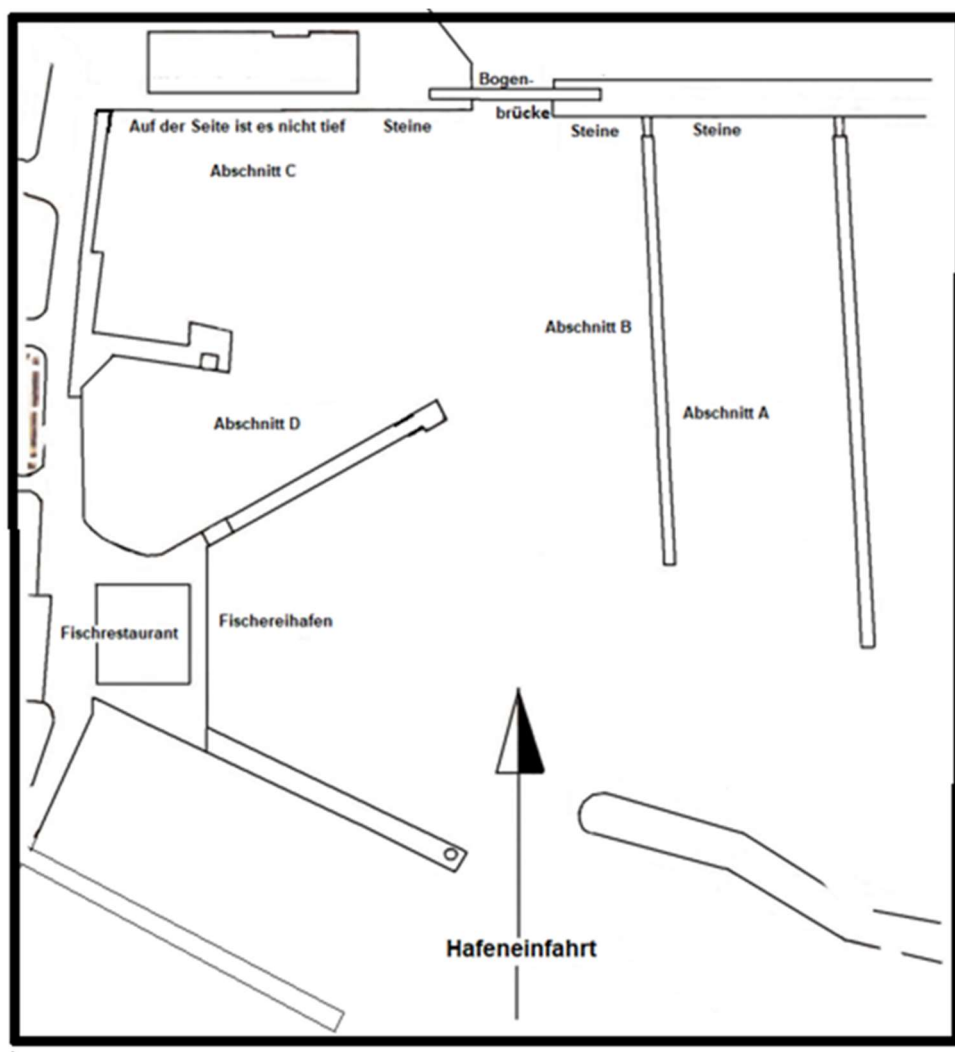 Bogen-
brücke
Auf der Seite ist es nicht tief
Steine
Steine
Steine
Abschnitt C
Abschnitt B
Abschnitt A
Abschnitt D
Fischereihafen
Fischrestaurant
Hafeneinfahrt